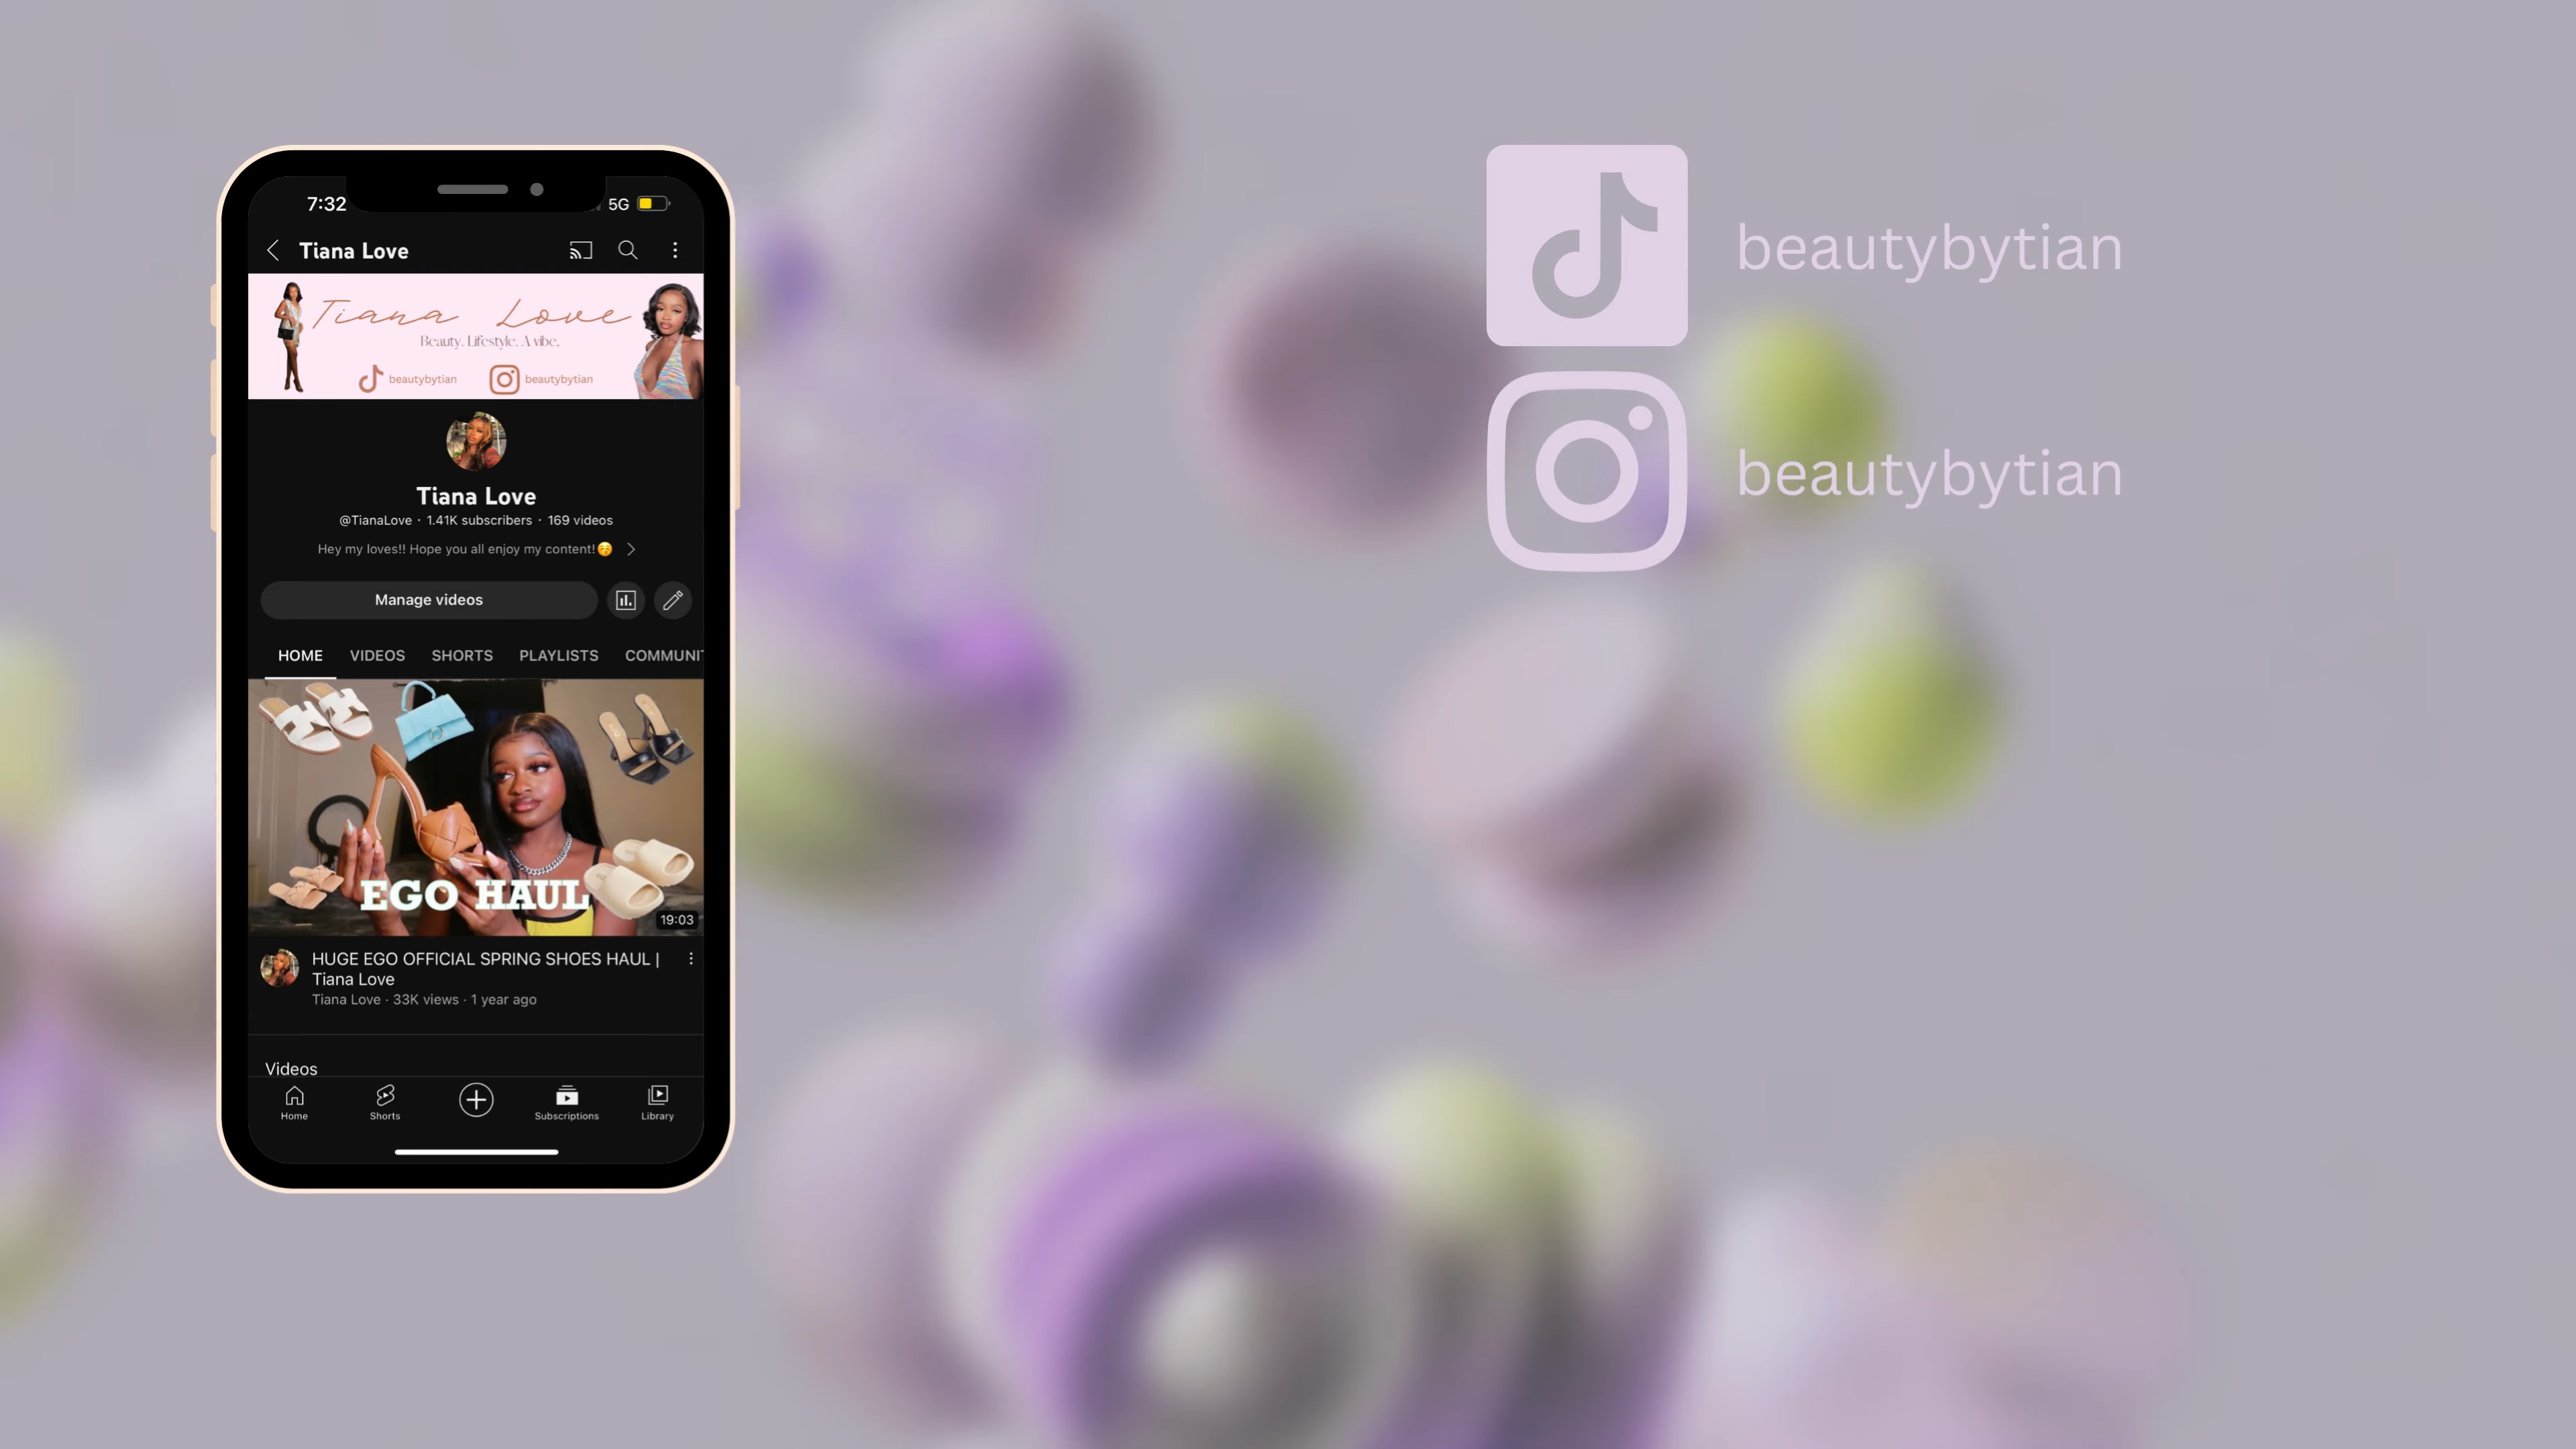 7:32
5G
Tiana Love
Tiana Love
Beauty. Lifestyle. A vibe.
beautybytian
beautybytian
Tiana Love
@TianaLove · 1.41K subscribers · 169 videos
Hey my loves!! Hope you all enjoy my content!😚
Manage videos
HOME VIDEOS SHORTS PLAYLISTS COMMUNIT
EGO HAUL
19:03
HUGE EGO OFFICIAL SPRING SHOES HAUL |
Tiana Love
Tiana Love · 33K views · 1 year ago
Videos
Home Shorts Subscriptions Library
beautybytian
beautybytian